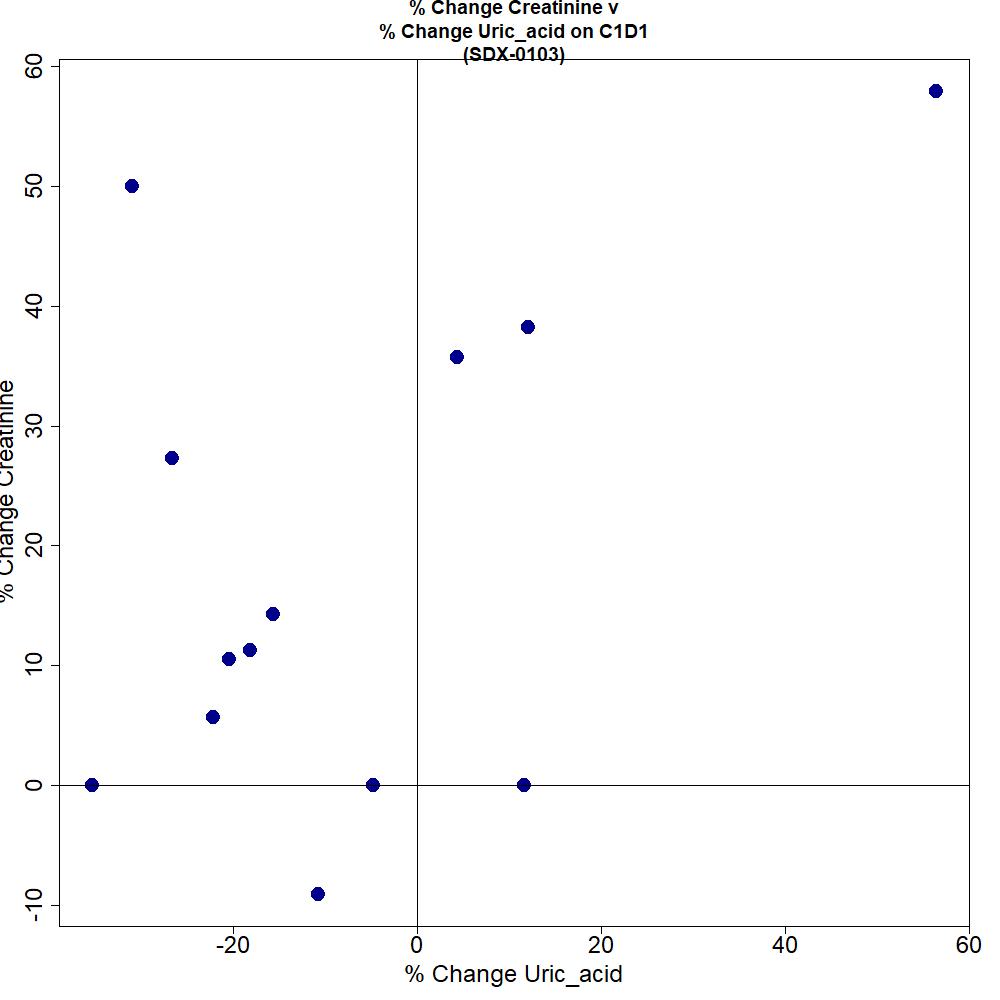 % Change Creatinine v
% Change Uric_acid on C1D1
(SDX-0103)
60
50
40
30
20
10
0
-10
% Change Creatinine
-20
0
20
40
60
% Change Uric_acid